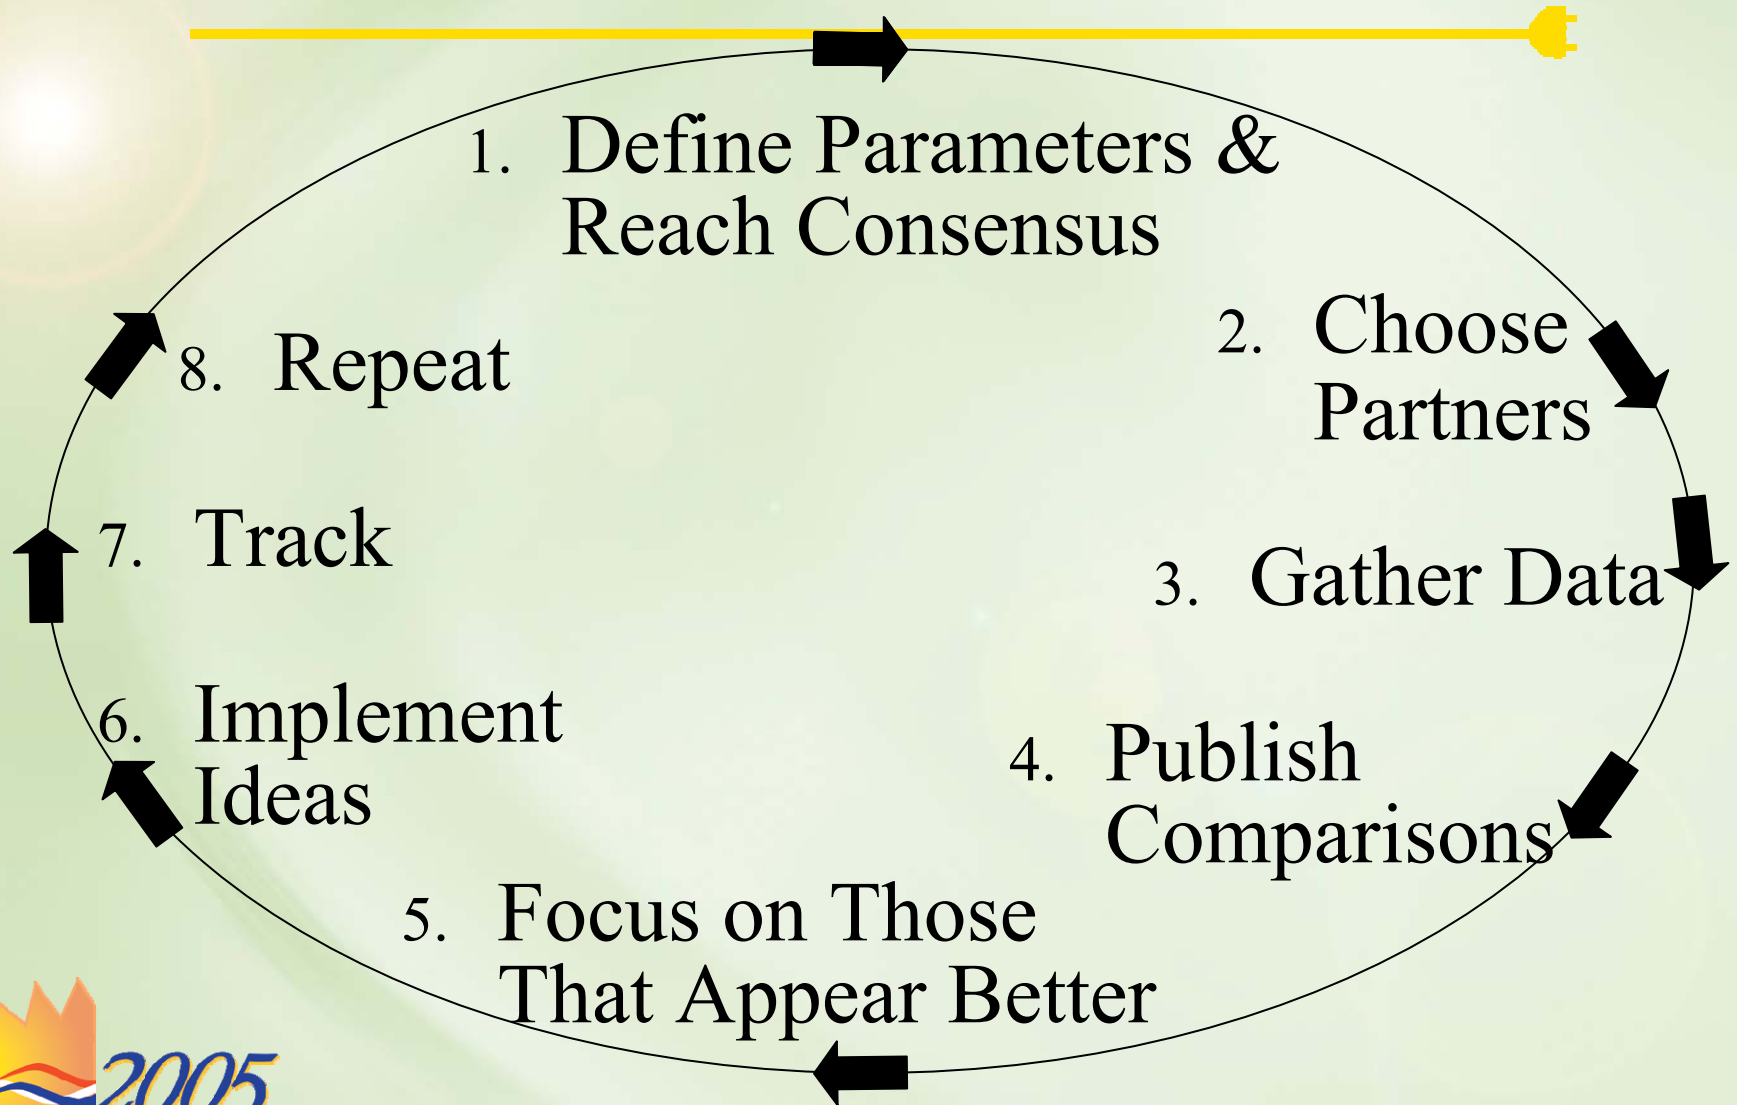 1. Define Parameters &
Reach Consensus
2. Choose
Partners
3. Gather Data
4. Publish
Comparisons
5. Focus on Those
That Appear Better
6. Implement
Ideas
7. Track
8. Repeat
2005